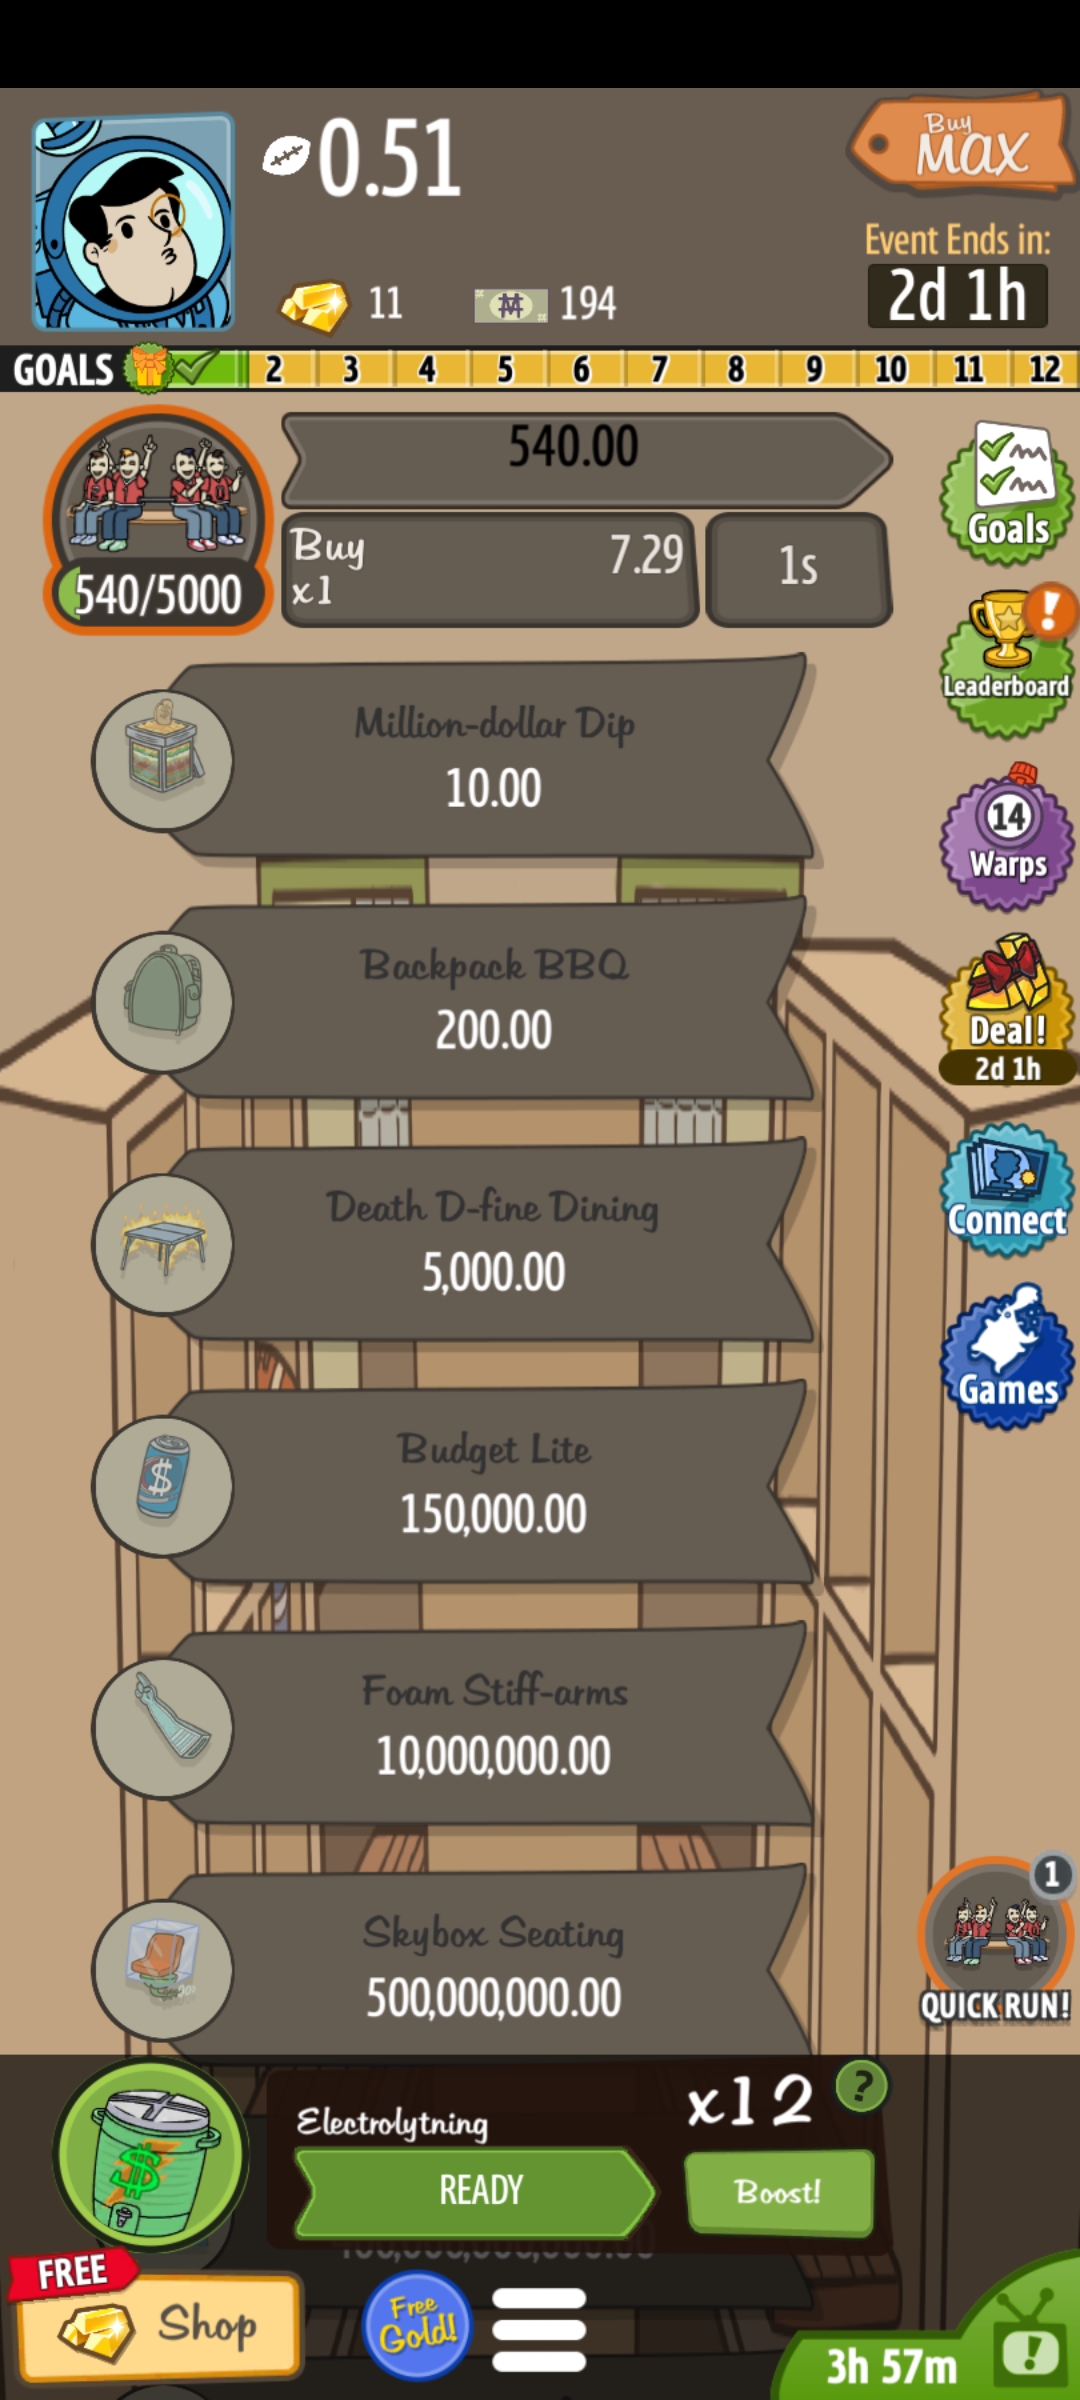 0.51
Buy
MAX
Event Ends in:
2d 1h
11
194
GOALS 2 3 4 5 6 7 8 9 10 11 12
540.00
Buy
x1
7.29
1s
540/5000
Goals
!
Leaderboard
Million-dollar Dip
10.00
14
Warps
Backpack BBQ
200.00
Deal!
2d 1h
Death D-fine Dining
5,000.00
Connect
Games
Budget Lite
150,000.00
$
Foam Stiff-arms
10,000,000.00
Skybox Seating
500,000,000.00
1
QUICK RUN!
Electrolytning
x12
?
$
READY
Boost!
FREE
Shop
Free
Gold!
3h 57m
!